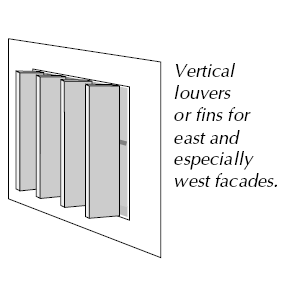 Vertical
louvers
or fins for
east and
especially
west facades.